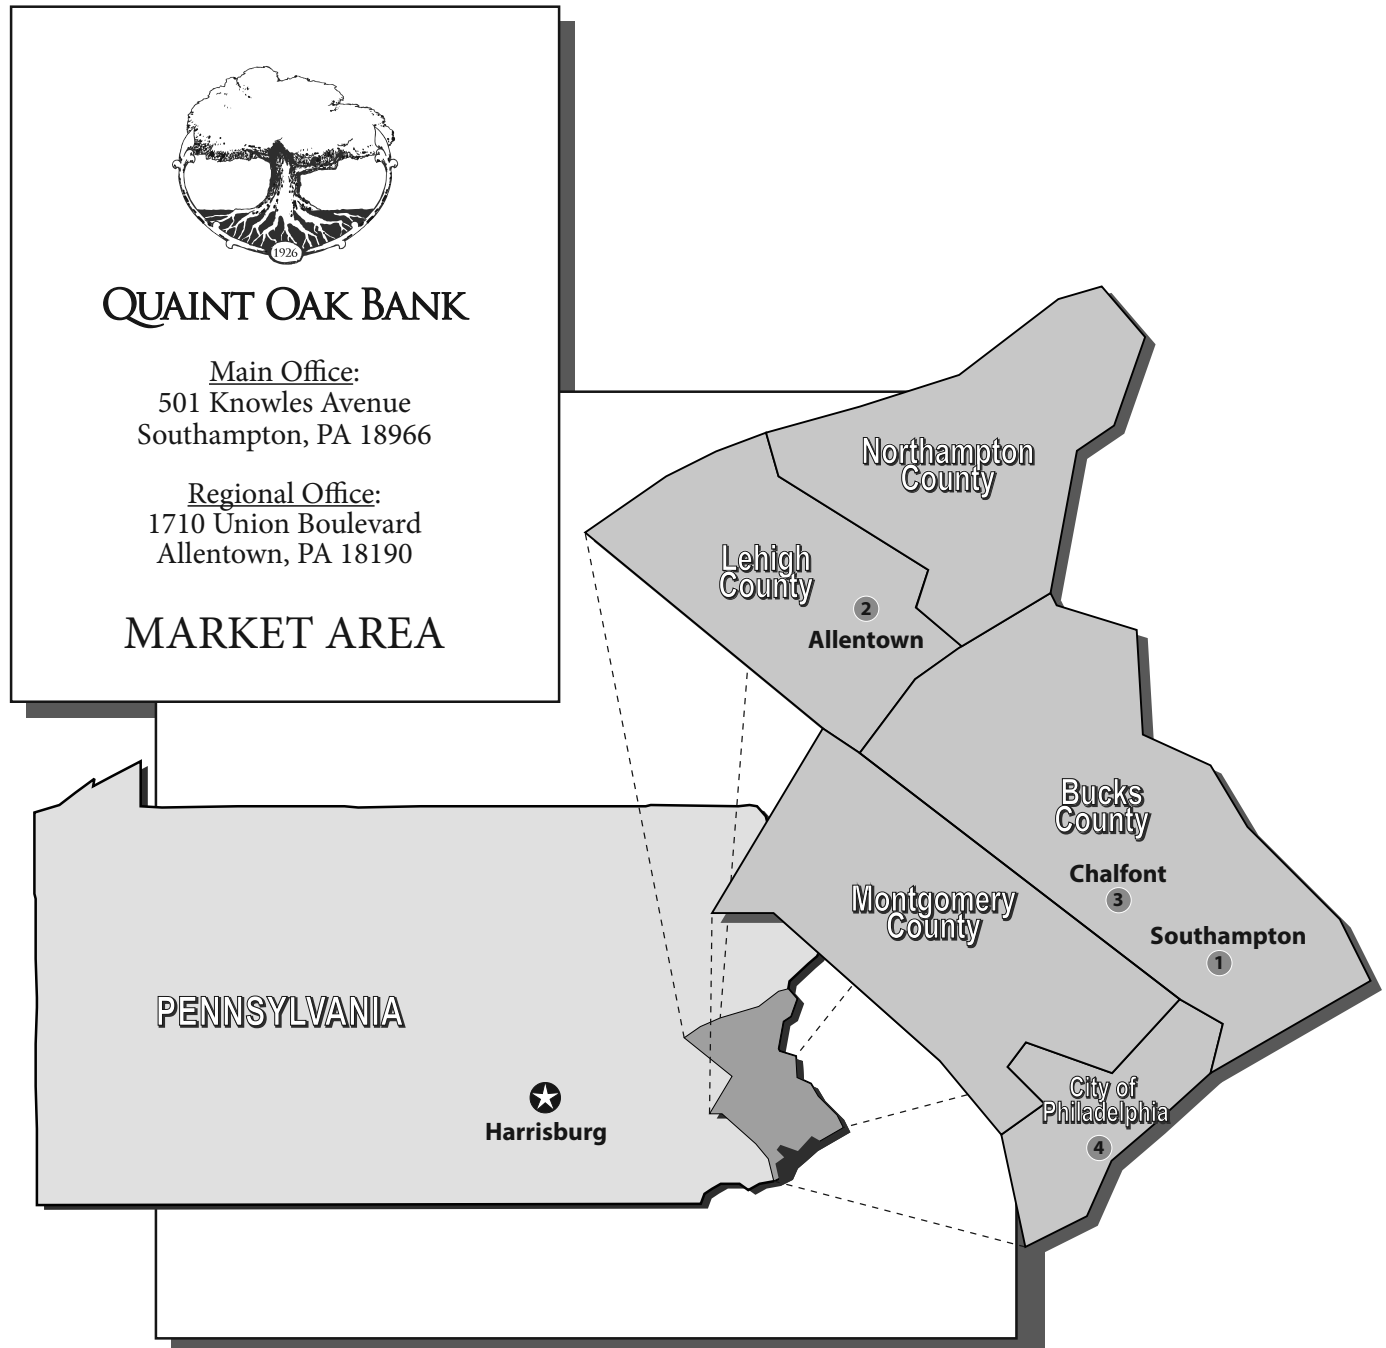 1926
QUAINT OAK BANK
Main Office:
501 Knowles Avenue
Southampton, PA 18966
Regional Office:
1710 Union Boulevard
Allentown, PA 18190
MARKET AREA
Northampton
County
Lehigh
County
2
Allentown
Bucks
County
Chalfont
3
Southampton
1
Montgomery
County
City of
Philadelphia
4
PENNSYLVANIA
Harrisburg